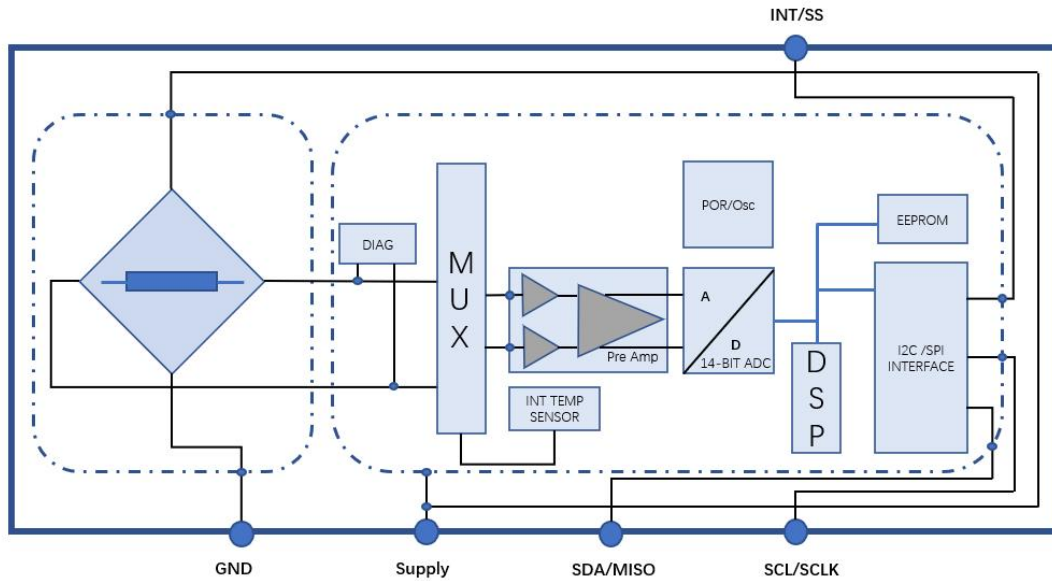 INT/SS
POR/Osc
EEPROM
DIAG
M
U
X
A
D
14-BIT ADC
Pre Amp
I2C /SPI
INTERFACE
D
S
P
INT TEMP
SENSOR
GND
Supply
SDA/MISO
SCL/SCLK